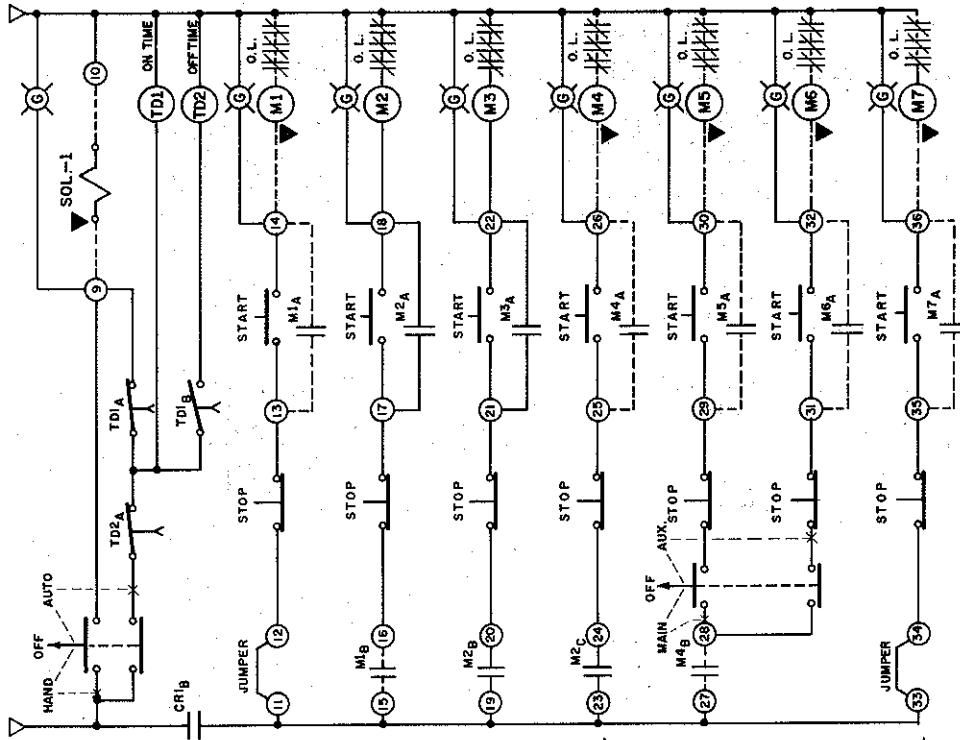 G
SOL.-1
10
9
HAND
OFF
AUTO
TD2A
TD1A
TD1
ON TIME
TD1B
TD2
OFF TIME
CR1B
G
JUMPER
11
12
STOP
13
START
14
M1
O.L.
M1A
G
M1B
15
16
STOP
17
START
18
M2
O.L.
M2A
G
M2B
19
20
STOP
21
START
22
M3
O.L.
M3A
G
M2C
23
24
STOP
25
START
26
M4
O.L.
M4A
G
MAIN
OFF
AUX.
M4B
27
28
STOP
29
START
30
M5
O.L.
M5A
G
STOP
31
START
32
M6
O.L.
M6A
G
JUMPER
33
34
STOP
35
START
36
M7
O.L.
M7A